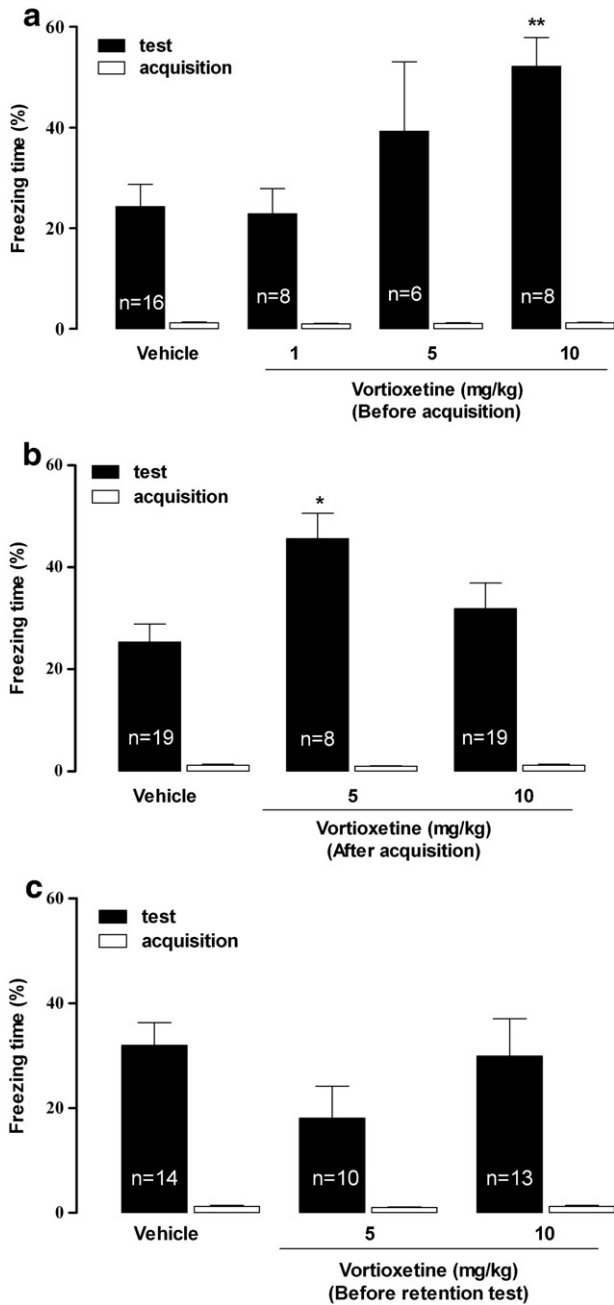 a
60
test
acquisition
**
Freezing time (%)
40
20
0
n=16
n=8
n=6
n=8
Vehicle
1
5
10
Vortioxetine (mg/kg)
(Before acquisition)
b
60
test
acquisition
*
Freezing time (%)
40
20
0
n=19
n=8
n=19
Vehicle
5
10
Vortioxetine (mg/kg)
(After acquisition)
c
60
test
acquisition
Freezing time (%)
40
20
0
n=14
n=10
n=13
Vehicle
5
10
Vortioxetine (mg/kg)
(Before retention test)